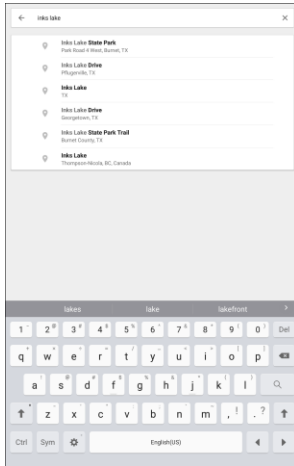 inks lake
Inks Lake State Park
Park Road 4 West, Burnet, TX
Inks Lake Drive
Pflugerville, TX
Inks Lake
TX
Inks Lake Drive
Georgetown, TX
Inks Lake State Park Trail
Burnet County, TX
Inks Lake
Thompson-Nicola, BC, Canada
lakes lake lakefront
1 2 3 4 5 6 7 8 9 0 Del
q w e r t y u i o p
a s d f g h j k l
z x c v b n m , ! . ?
Ctrl Sym English(US)